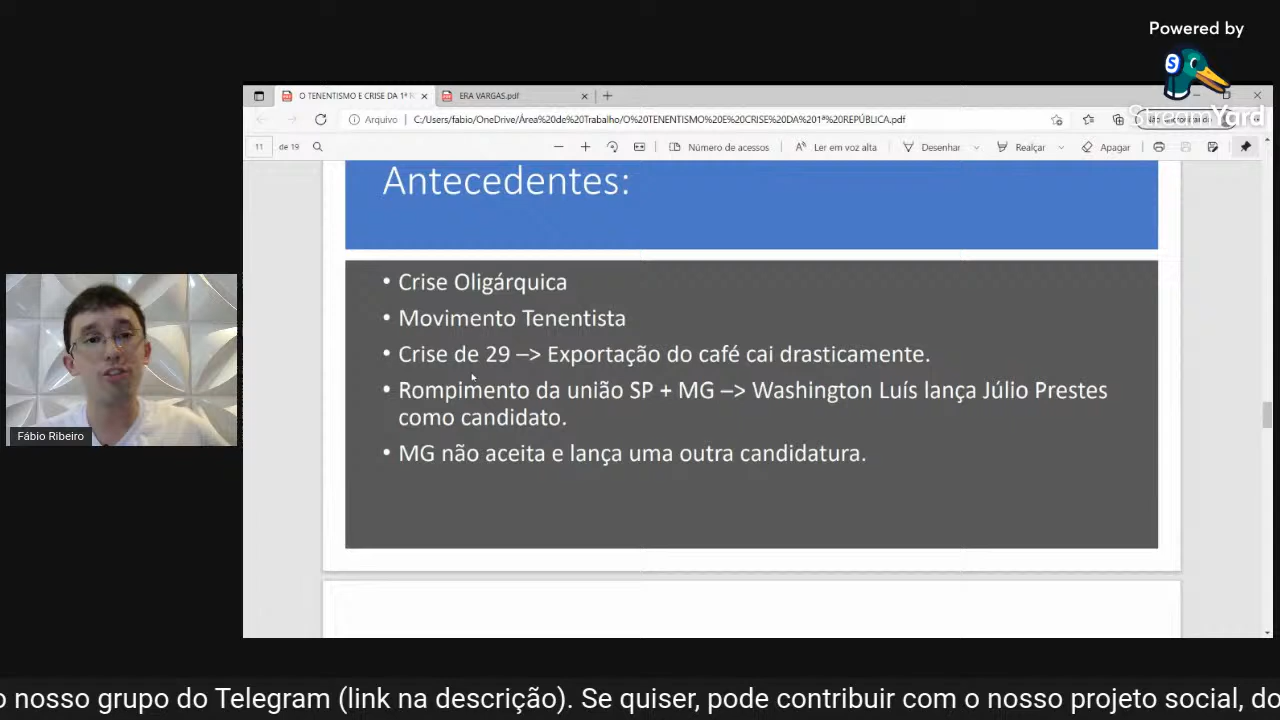 Powered by
StreamYard
O TENENTISMO E CRISE DA 1ª R
ERA VARGAS.pdf
Arquivo
C:/Users/fabio/OneDrive/Área%20de%20Trabalho/O%20TENENTISMO%20E%20CRISE%20DA%201ª%20REPÚBLICA.pdf
11 de 19
Número de acessos
Ler em voz alta
Desenhar
Realçar
Apagar
Antecedentes:
• Crise Oligárquica
• Movimento Tenentista
• Crise de 29 –> Exportação do café cai drasticamente.
• Rompimento da união SP + MG –> Washington Luís lança Júlio Prestes
como candidato.
• MG não aceita e lança uma outra candidatura.
Fábio Ribeiro
o nosso grupo do Telegram (link na descrição). Se quiser, pode contribuir com o nosso projeto social, do